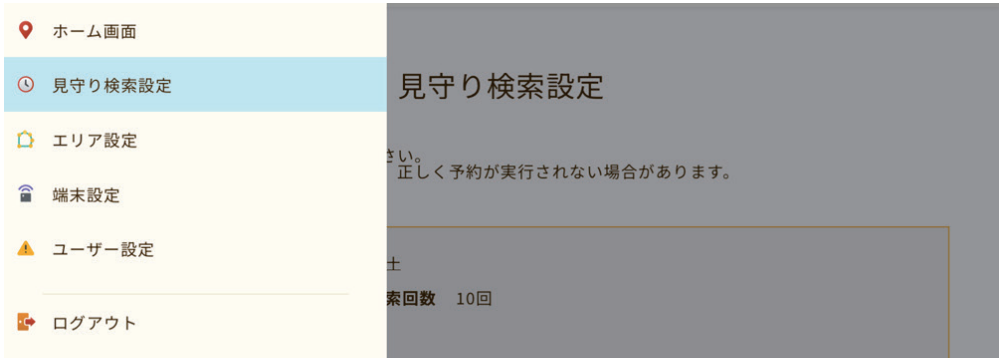 ホーム画面
見守り検索設定
エリア設定
端末設定
ユーザー設定
ログアウト
見守り検索設定
さい。
正しく予約が実行されない場合があります。
土
索回数 10回